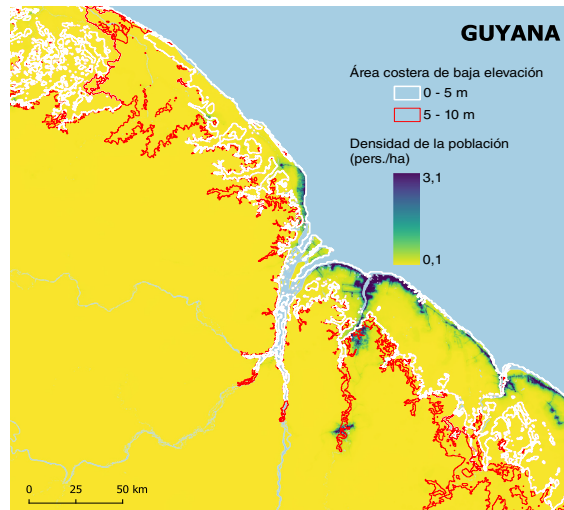 GUYANA
Área costera de baja elevación
0 - 5 m
5 - 10 m
Densidad de la población
(pers./ha)
3,1
0,1
0 25 50 km